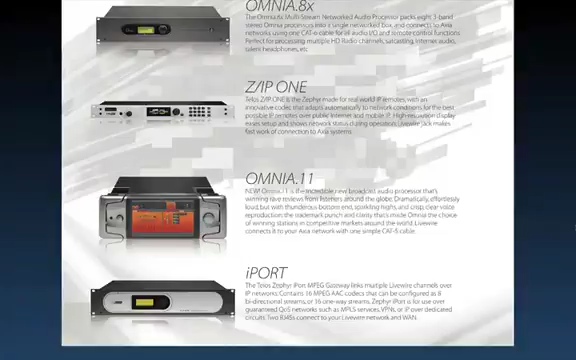 OMNIA.8x
The Omnia.8x Multi-Stream Networked Audio Processor packs eight 3-band
stereo Omnia processors into a single networked box, and connects to Axia
networks using one CAT-6 cable for all audio I/O and remote control functions.
Perfect for processing multiple HD Radio channels, satcasting, Internet audio,
talent headphones, etc.
Z/IP ONE
Telos Z/IP ONE is the Zephyr made for real world IP remotes, with an
innovative codec that adapts automatically to network conditions for the best
possible IP remotes over public Internet and mobile IP. High-resolution display
eases setup and shows network status during operation. Livewire jack makes
fast work of connection to Axia systems.
OMNIA.11
NEW! Omnia.11 is the incredible new broadcast audio processor that's
winning rave reviews from listeners around the globe. Dramatically, effortlessly
loud, but with thunderous bottom end, sparkling highs, and crisp, clear voice
reproduction: the trademark punch and clarity that's made Omnia the choice
of winning stations in competitive markets around the world. Livewire
connects it to your Axia network with one simple CAT-5 cable.
iPORT
The Telos Zephyr iPort MPEG Gateway links multiple Livewire channels over
IP networks. Contains 16 MPEG AAC codecs that can be configured as 8
bi-directional streams, or 16 one-way streams. Zephyr iPort is for use over
guaranteed QoS networks such as MPLS services, VPNs, or IP over dedicated
circuits. Two RJ45s connect to your Livewire network and WAN.